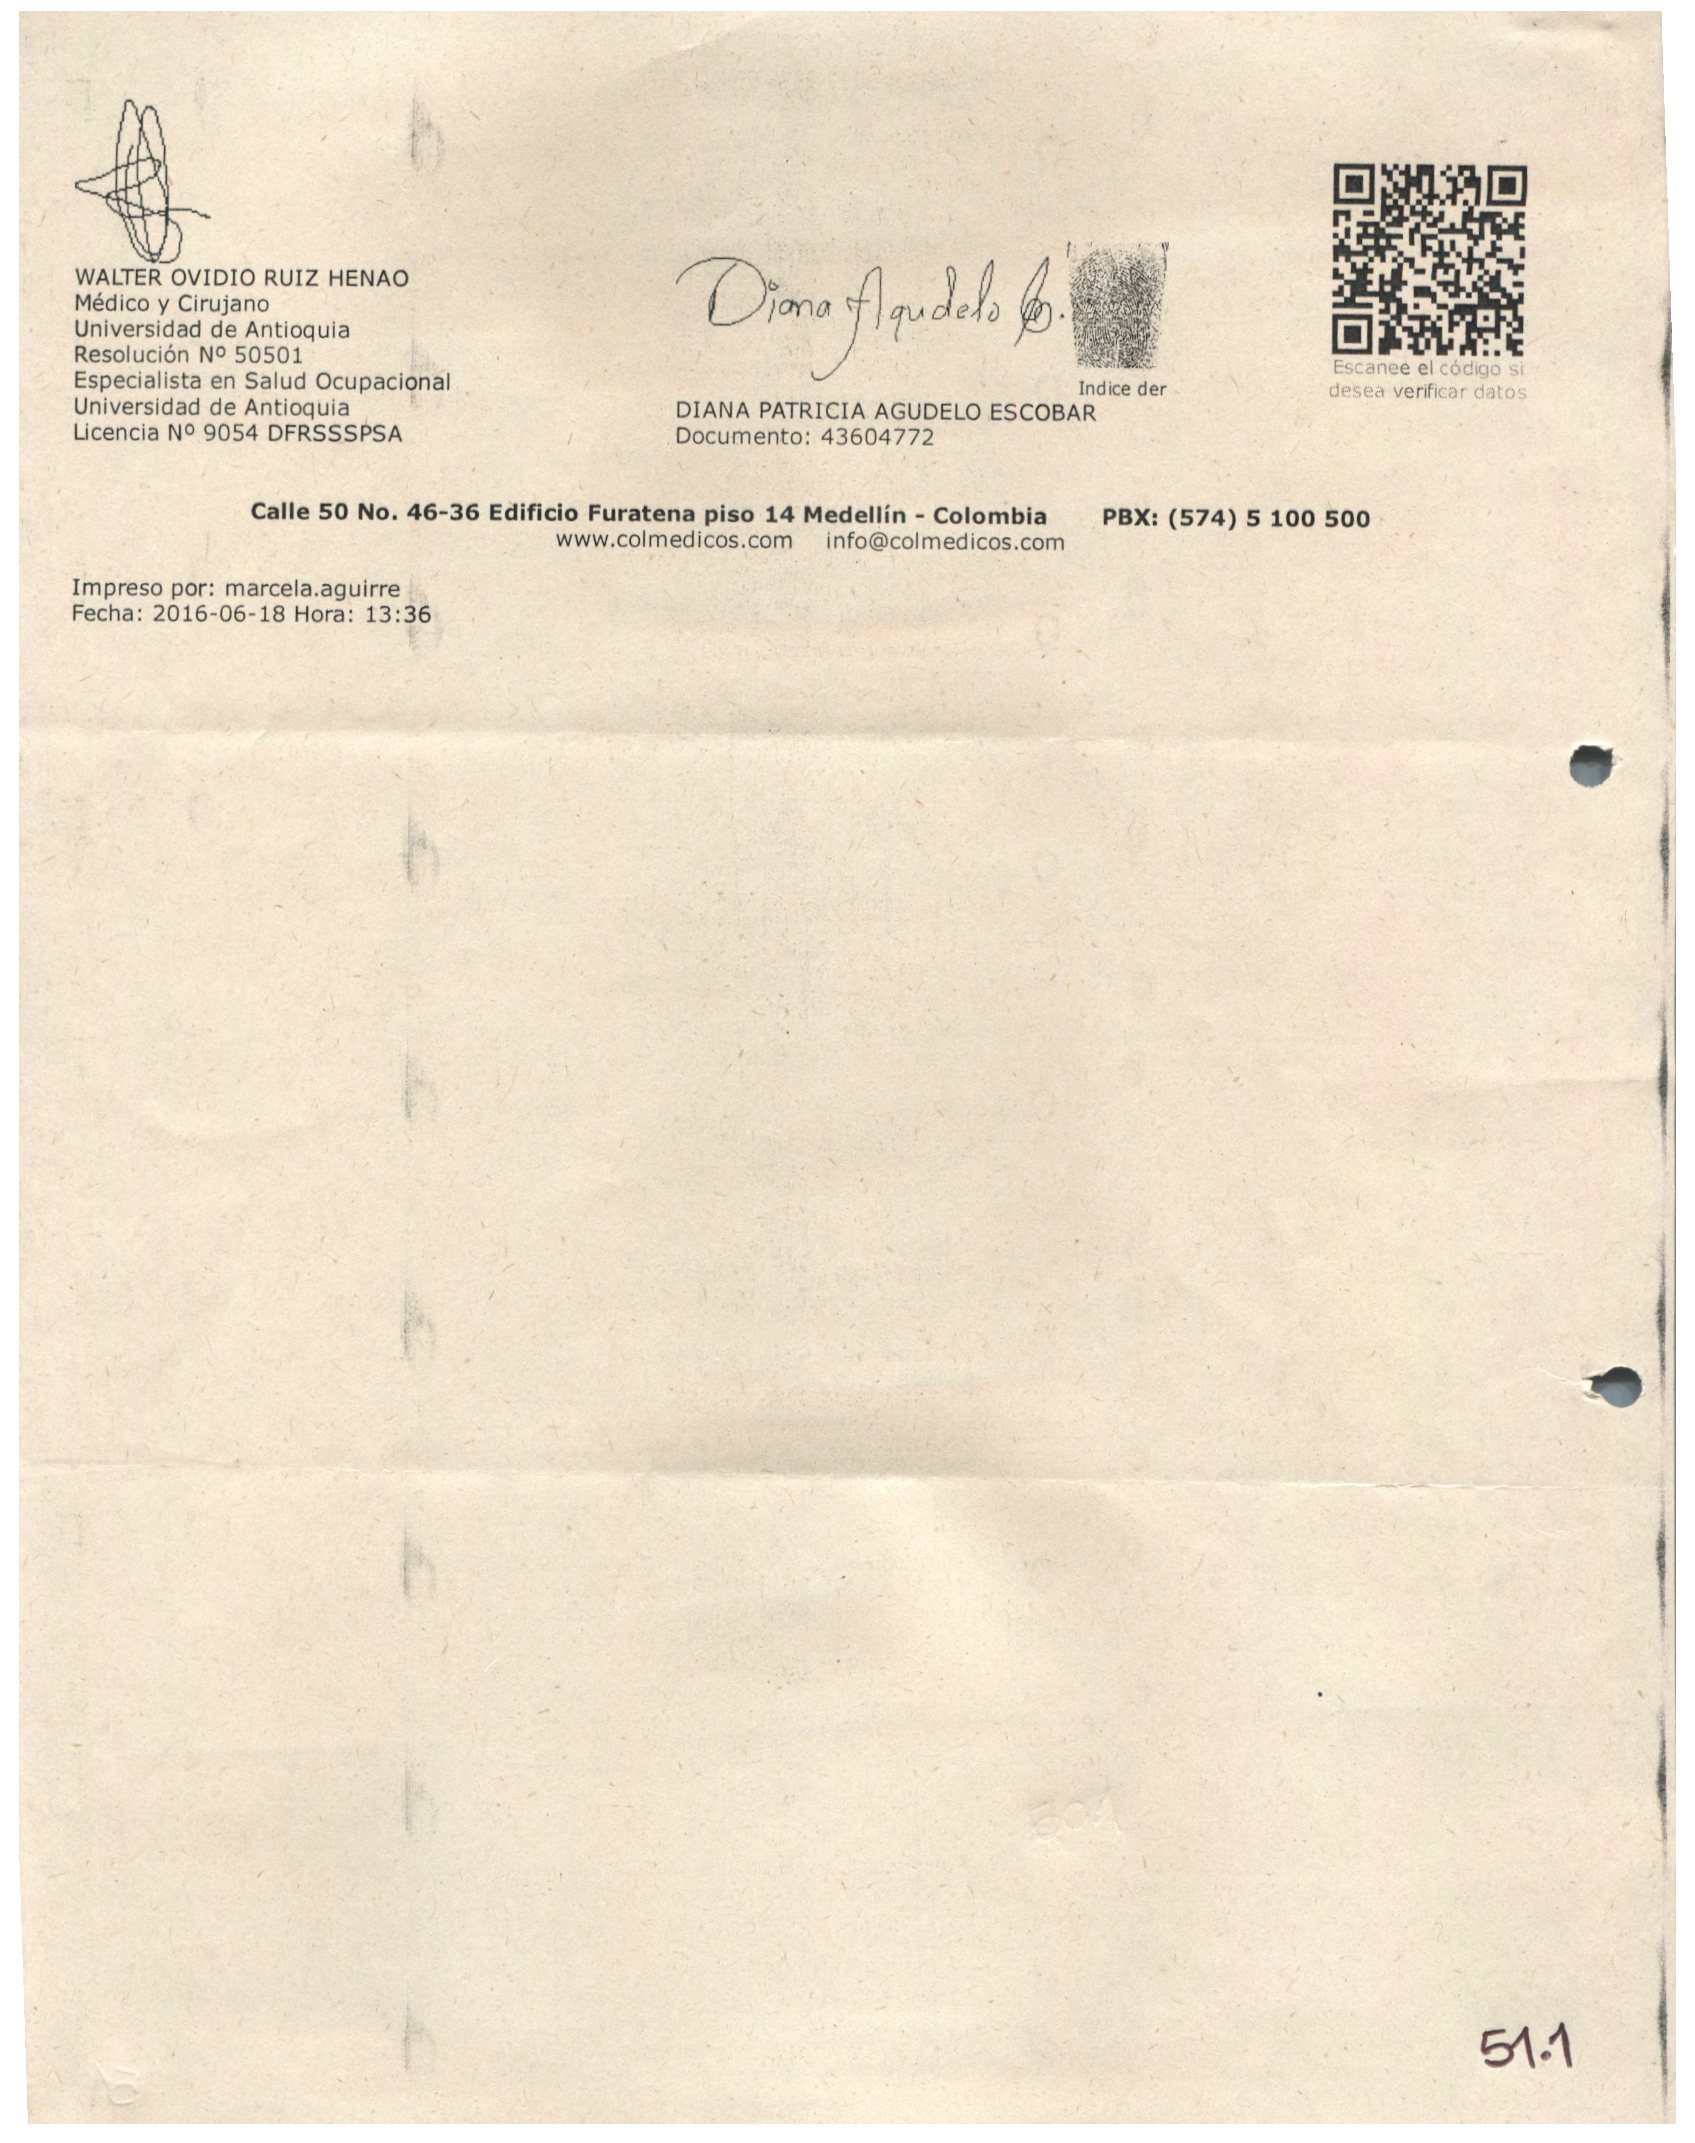 WALTER OVIDIO RUIZ HENAO
Médico y Cirujano
Universidad de Antioquia
Resolución Nº 50501
Especialista en Salud Ocupacional
Universidad de Antioquia
Licencia Nº 9054 DFRSSSPSA
Diana Agudelo
Indice der
DIANA PATRICIA AGUDELO ESCOBAR
Documento: 43604772
Escanee el código si
desea verificar datos
Calle 50 No. 46-36 Edificio Furatena piso 14 Medellín - Colombia PBX: (574) 5 100 500
www.colmedicos.com info@colmedicos.com
Impreso por: marcela.aguirre
Fecha: 2016-06-18 Hora: 13:36
51.1